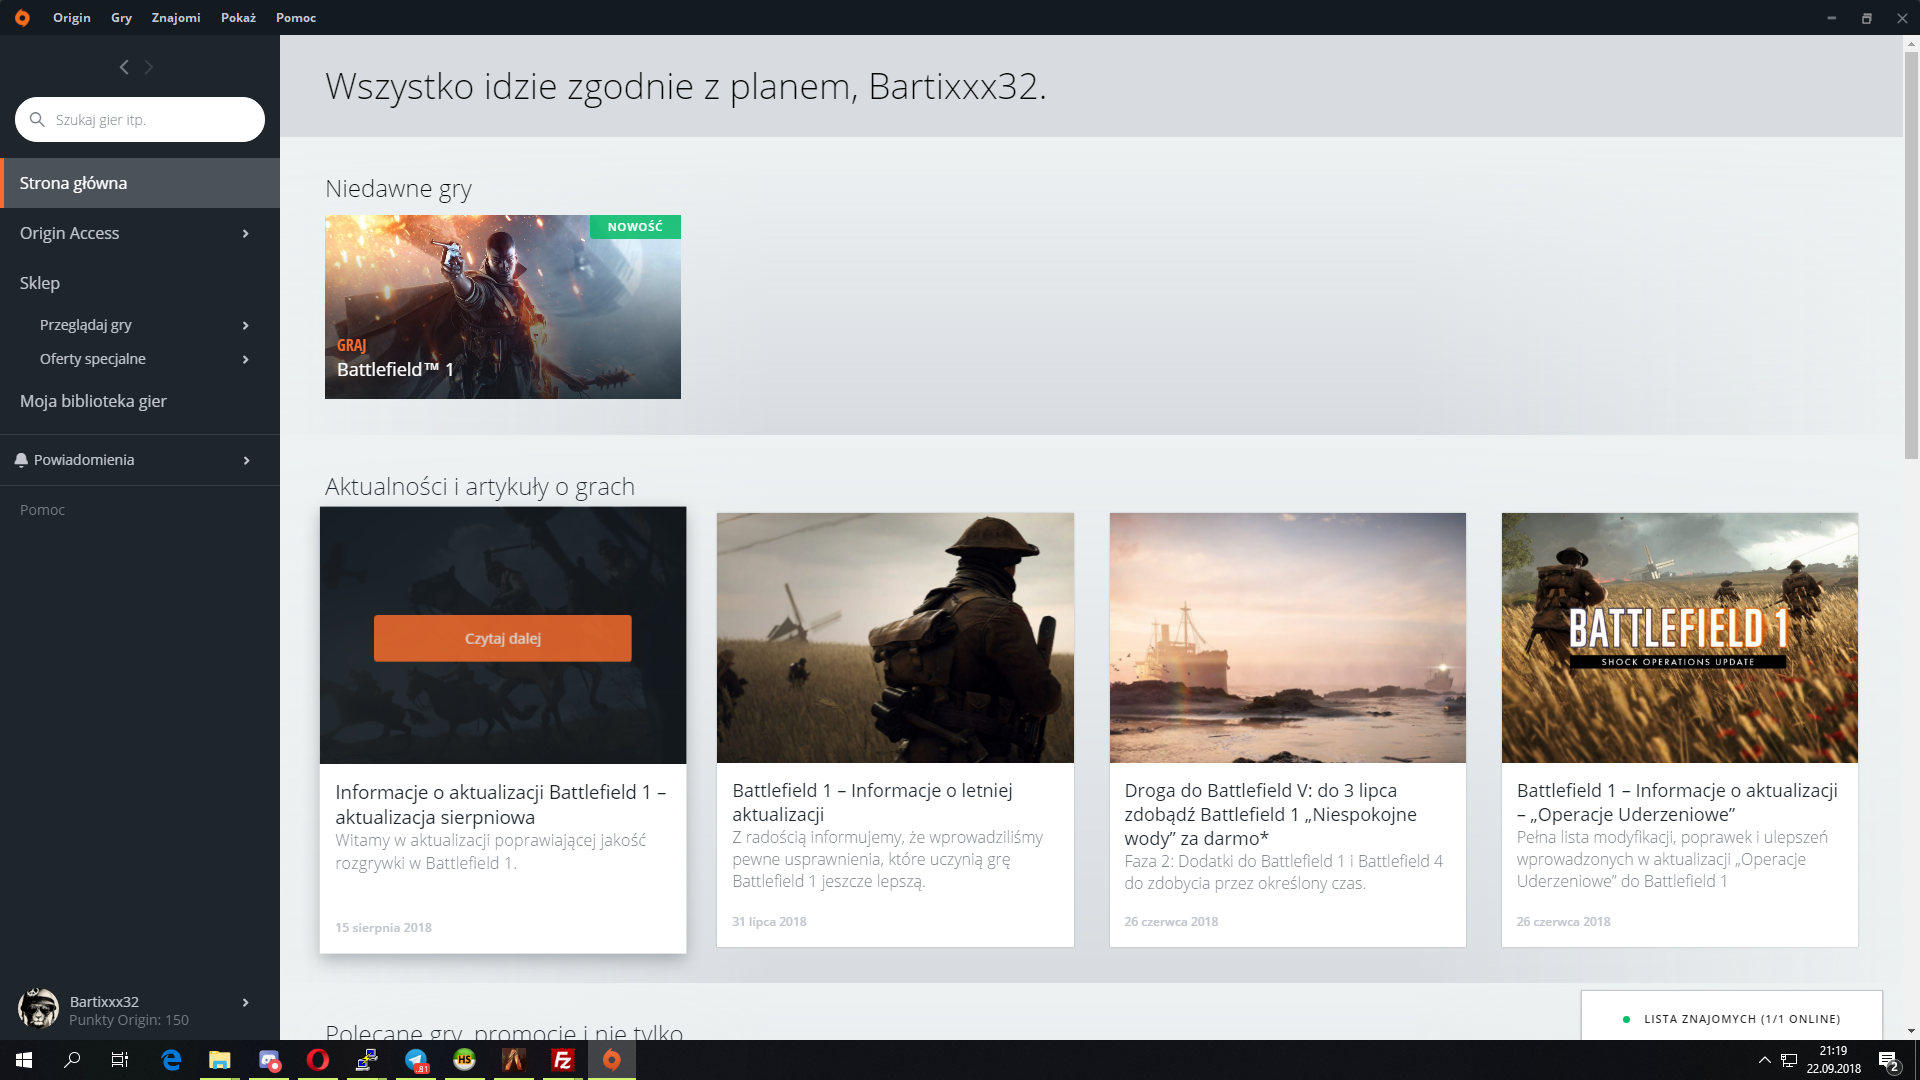 Origin Gry Znajomi Pokaż Pomoc
Szukaj gier itp.
Strona główna
Origin Access
Sklep
Przeglądaj gry
Oferty specjalne
Moja biblioteka gier
Powiadomienia
Pomoc
Bartixxx32
Punkty Origin: 150
Wszystko idzie zgodnie z planem, Bartixxx32.
Niedawne gry
NOWOŚĆ
GRAJ
Battlefield™ 1
Aktualności i artykuły o grach
Czytaj dalej
Informacje o aktualizacji Battlefield 1 –
aktualizacja sierpniowa
Witamy w aktualizacji poprawiającej jakość
rozgrywki w Battlefield 1.
15 sierpnia 2018
Battlefield 1 – Informacje o letniej
aktualizacji
Z radością informujemy, że wprowadziliśmy
pewne usprawnienia, które uczynią grę
Battlefield 1 jeszcze lepszą.
31 lipca 2018
Droga do Battlefield V: do 3 lipca
zdobądź Battlefield 1 „Niespokojne
wody” za darmo*
Faza 2: Dodatki do Battlefield 1 i Battlefield 4
do zdobycia przez określony czas.
26 czerwca 2018
BATTLEFIELD 1
SHOCK OPERATIONS UPDATE
Battlefield 1 – Informacje o aktualizacji
– „Operacje Uderzeniowe”
Pełna lista modyfikacji, poprawek i ulepszeń
wprowadzonych w aktualizacji „Operacje
Uderzeniowe” do Battlefield 1
26 czerwca 2018
Polecane gry, promocje i nie tylko
LISTA ZNAJOMYCH (1/1 ONLINE)
81
HS
FZ
21:19
22.09.2018
2